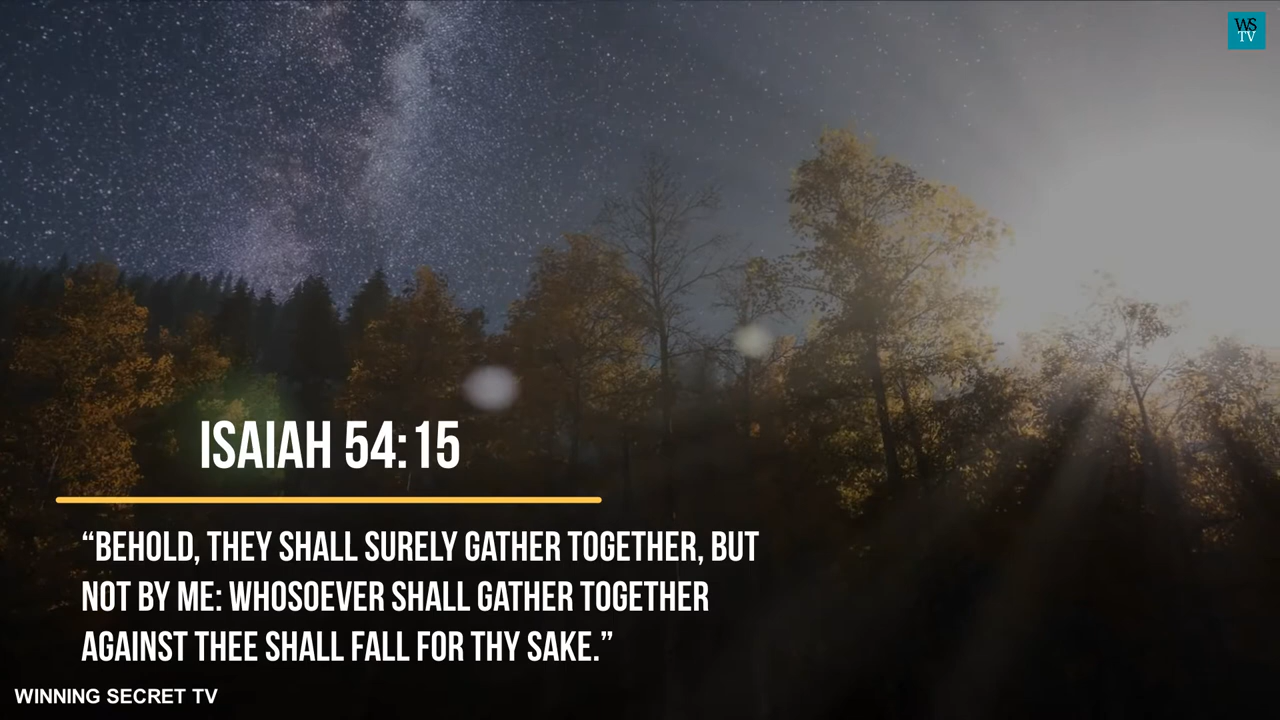 WS
TV
ISAIAH 54:15
“BEHOLD, THEY SHALL SURELY GATHER TOGETHER, BUT
NOT BY ME: WHOSOEVER SHALL GATHER TOGETHER
AGAINST THEE SHALL FALL FOR THY SAKE.”
WINNING SECRET TV